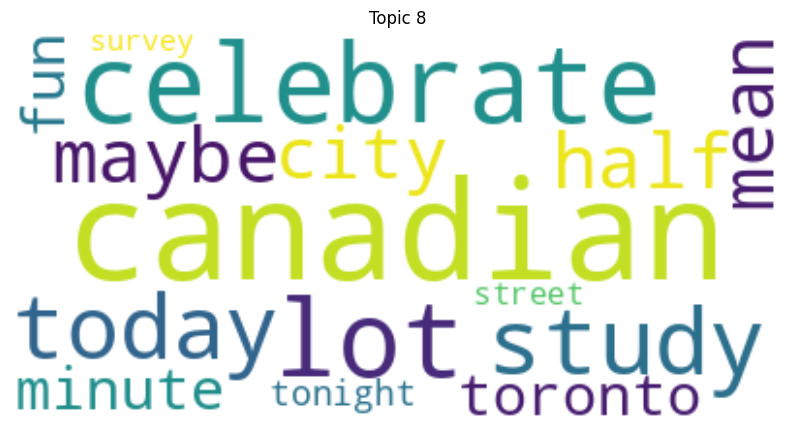 Topic 8
survey
fun
celebrate
mean
maybe
city
half
canadian
street
today
lot
study
minute
tonight
toronto